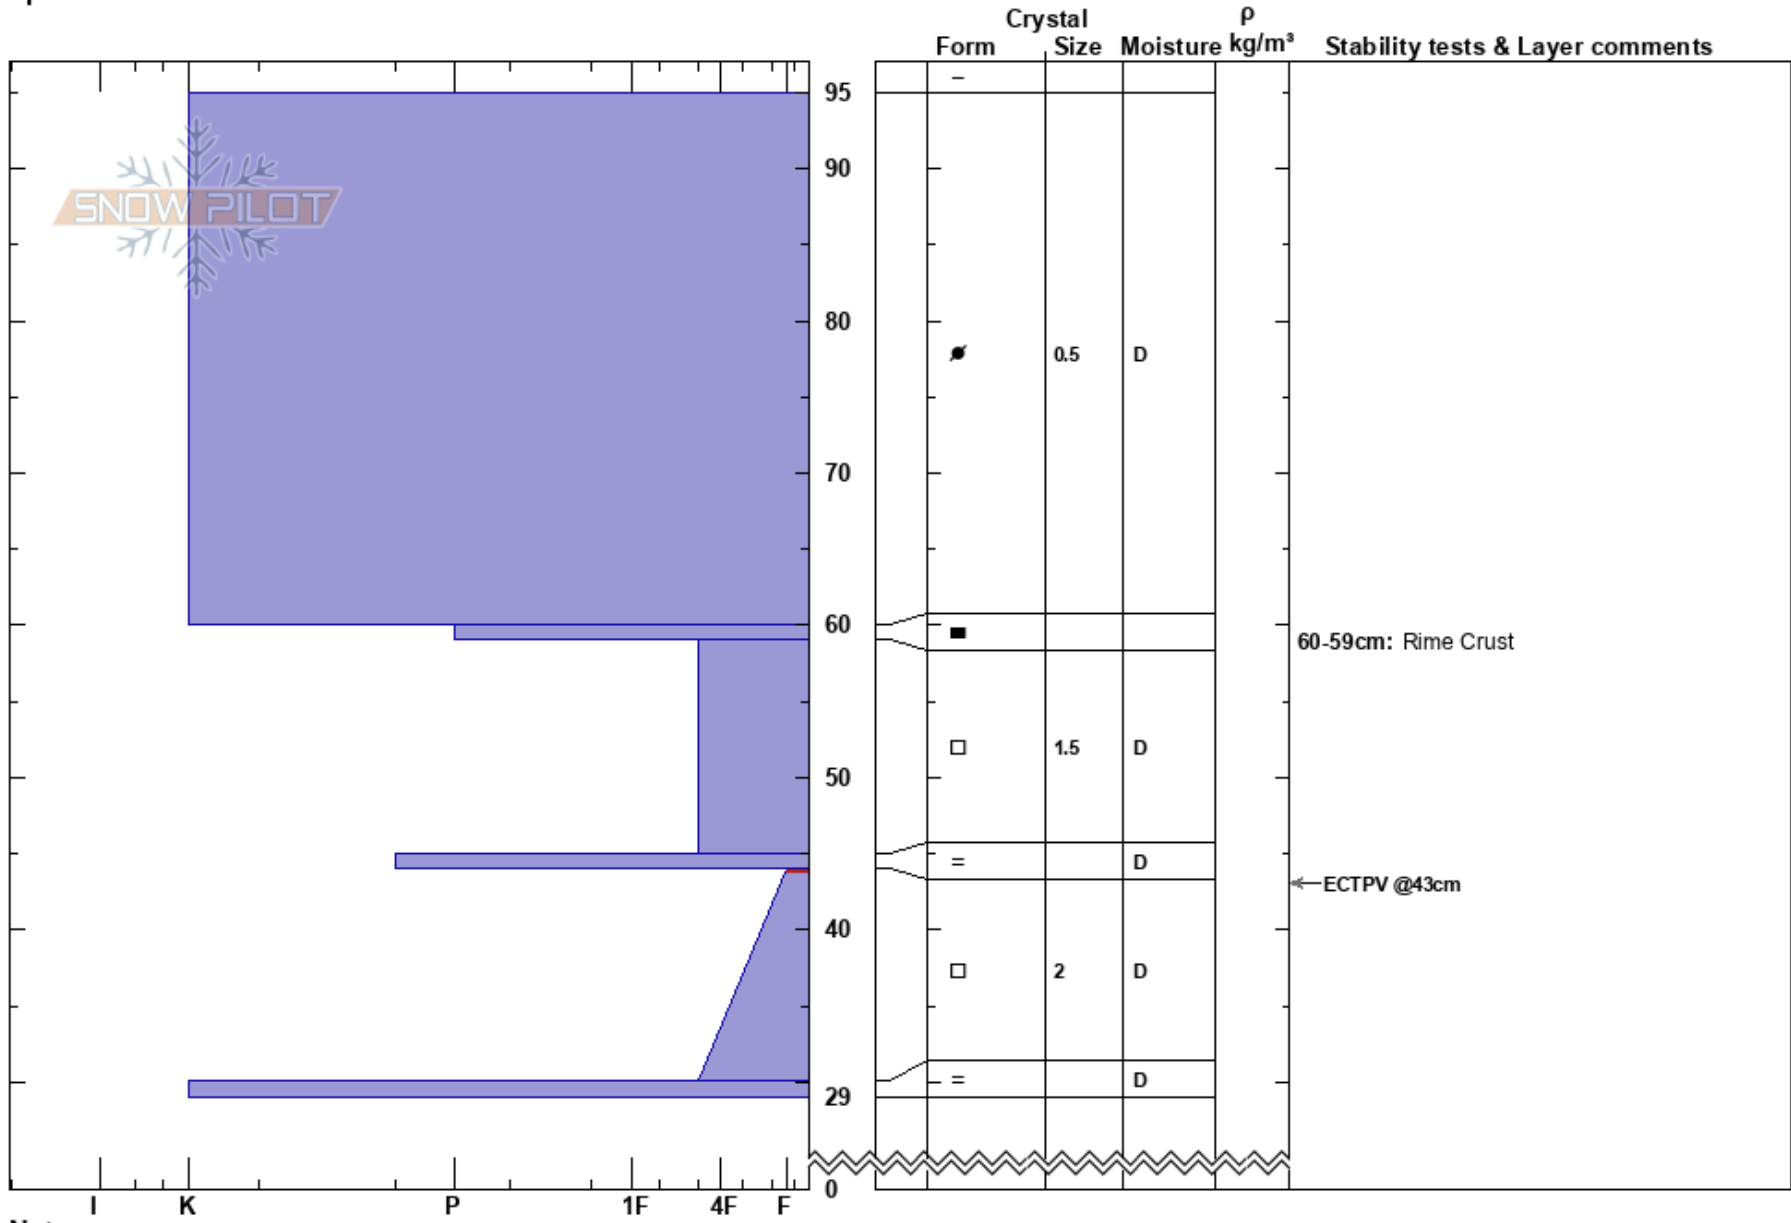 Crystal ρ
Form Size Moisture kg/m³ Stability tests & Layer comments
95
SNOW PILOT
90
80
0.5 D
70
60
60-59cm: Rime Crust
1.5 D
50
= D
ECTPV @43cm
40
2 D
= D
29
0
I K P 1F 4F F